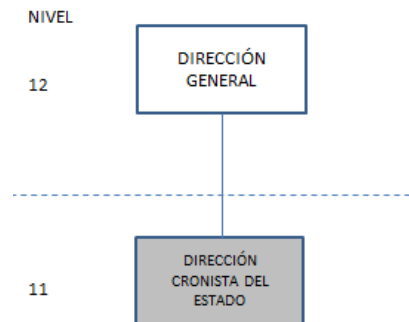 NIVEL
DIRECCIÓN
GENERAL
12
DIRECCIÓN
CRONISTA DEL
ESTADO
11